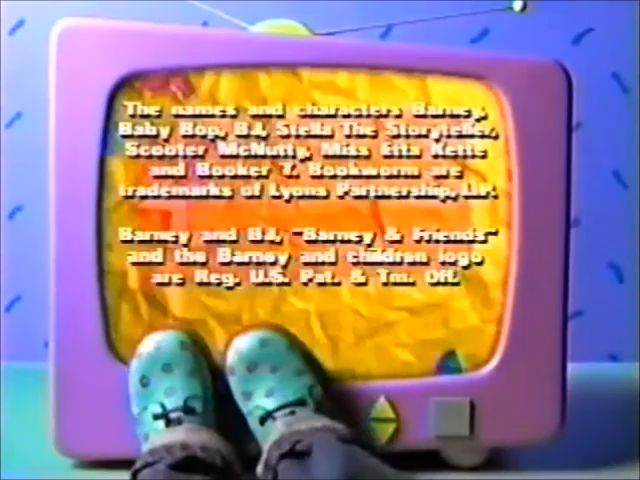 The names and characters Barney,
Baby Bop, BJ, Stella The Storyteller,
Scooter McNutty, Miss Etta Kette
and Booker T. Bookworm are
trademarks of Lyons Partnership, L.P.
Barney and BJ, "Barney & Friends"
and the Barney and children logo
are Reg. U.S. Pat. & Tm. Off.